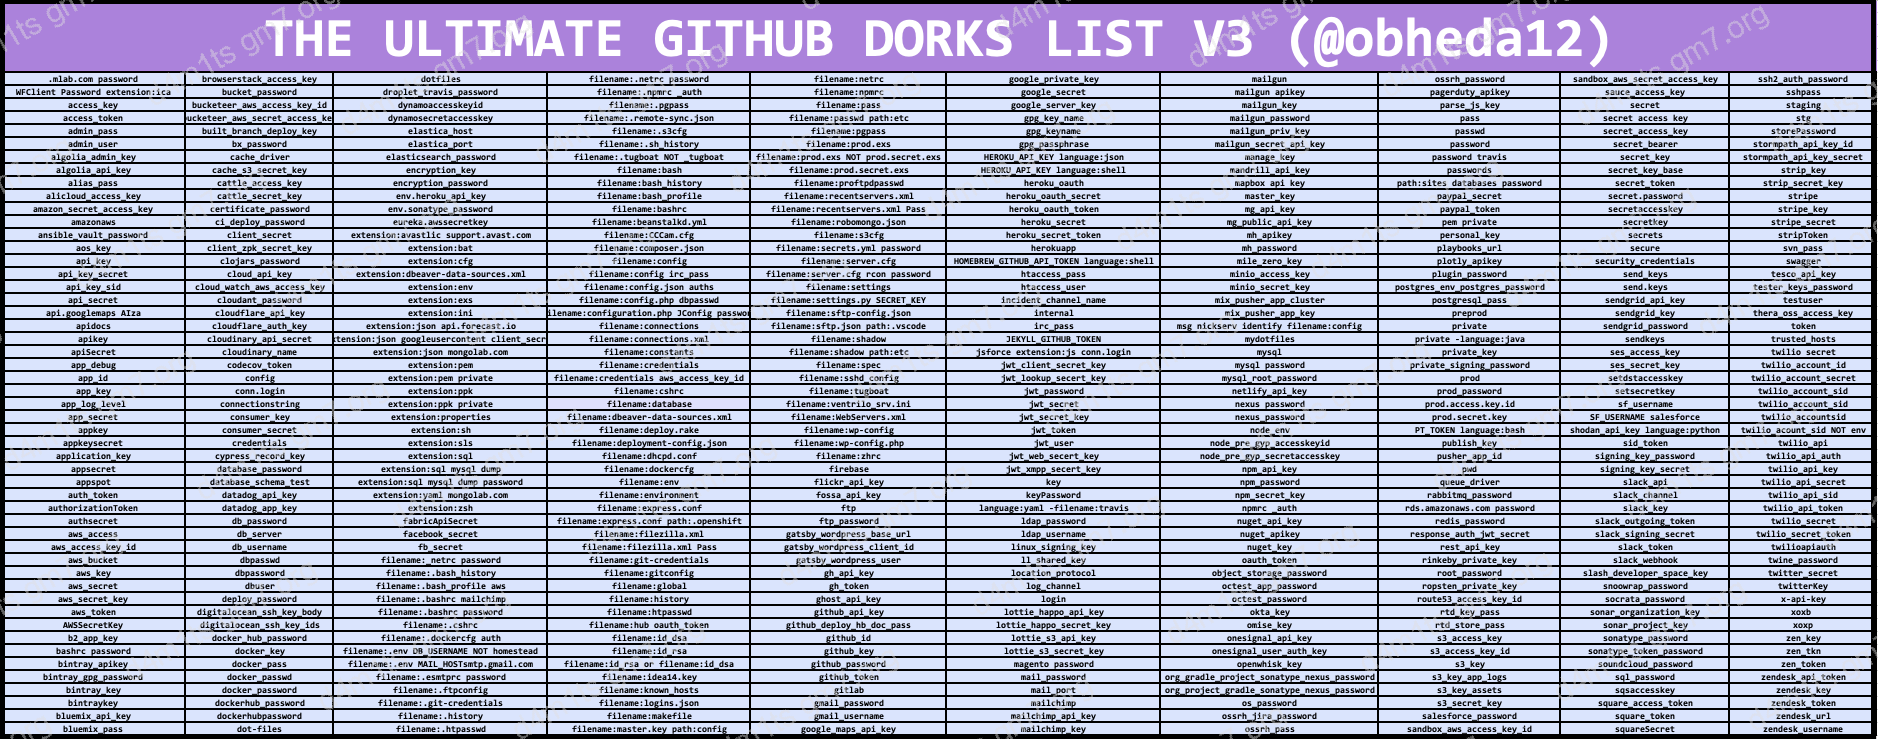 THE ULTIMATE GITHUB DORKS LIST V3 (@obheda12)
.mlab.com password browserstack_access_key dotfiles filename:.netrc password filename:netrc google_private_key mailgun ossrh_password sandbox_aws_secret_access_key ssh2_auth_password
WFClient Password extension:ica bucket_password droplet_travis_password filename:.npmrc _auth filename:npmrc google_secret mailgun apikey pagerduty_apikey sauce_access_key sshpass
access_key bucketeer_aws_access_key_id dynamoaccesskeyid filename:.pgpass filename:pass google_server_key mailgun_key parse_js_key secret staging
access_token ucketeer_aws_secret_access_ke dynamosecretaccesskey filename:.remote-sync.json filename:passwd path:etc gpg_key_name mailgun_password pass secret access key stg
admin_pass built_branch_deploy_key elastica_host filename:.s3cfg filename:pgpass gpg_keyname mailgun_priv_key passwd secret_access_key storePassword
admin_user bx_password elastica_port filename:.sh_history filename:prod.exs gpg_passphrase mailgun_secret_api_key password secret_bearer stormpath_api_key_id
algolia_admin_key cache_driver elasticsearch_password filename:.tugboat NOT _tugboat filename:prod.exs NOT prod.secret.exs HEROKU_API_KEY language:json manage_key password travis secret_key stormpath_api_key_secret
algolia_api_key cache_s3_secret_key encryption_key filename:bash filename:prod.secret.exs HEROKU_API_KEY language:shell mandrill_api_key passwords secret_key_base strip_key
alias_pass cattle_access_key encryption_password filename:bash_history filename:proftpdpasswd heroku_oauth mapbox api key path:sites databases password secret_token strip_secret_key
alicloud_access_key cattle_secret_key env.heroku_api_key filename:bash_profile filename:recentservers.xml heroku_oauth_secret master_key paypal_secret secret.password stripe
amazon_secret_access_key certificate_password env.sonatype_password filename:bashrc filename:recentservers.xml Pass heroku_oauth_token mg_api_key paypal_token secretaccesskey stripe_key
amazonaws ci_deploy_password eureka.awssecretkey filename:beanstalkd.yml filename:robomongo.json heroku_secret mg_public_api_key pem private secretkey stripe_secret
ansible_vault_password client_secret extension:avastlic support.avast.com filename:CCCam.cfg filename:s3cfg heroku_secret_token mh_apikey personal_key secrets stripToken
aos_key client_zpk_secret_key extension:bat filename:composer.json filename:secrets.yml password herokuapp mh_password playbooks_url secure svn_pass
api_key clojars_password extension:cfg filename:config filename:server.cfg HOMEBREW_GITHUB_API_TOKEN language:shell mile_zero_key plotly_apikey security_credentials swagger
api_key_secret cloud_api_key extension:dbeaver-data-sources.xml filename:config irc_pass filename:server.cfg rcon password htaccess_pass minio_access_key plugin_password send_keys tesco_api_key
api_key_sid cloud_watch_aws_access_key extension:env filename:config.json auths filename:settings htaccess_user minio_secret_key postgres_env_postgres_password send.keys tester_keys_password
api_secret cloudant_password extension:exs filename:config.php dbpasswd filename:settings.py SECRET_KEY incident_channel_name mix_pusher_app_cluster postgresql_pass sendgrid_api_key testuser
api.googlemaps AIza cloudflare_api_key extension:ini ilename:configuration.php JConfig passwor filename:sftp-config.json internal mix_pusher_app_key preprod sendgrid_key thera_oss_access_key
apidocs cloudflare_auth_key extension:json api.forecast.io filename:connections filename:sftp.json path:.vscode irc_pass msg nickserv identify filename:config private sendgrid_password token
apikey cloudinary_api_secret tension:json googleusercontent client_secr filename:connections.xml filename:shadow JEKYLL_GITHUB_TOKEN mydotfiles private -language:java sendkeys trusted_hosts
apiSecret cloudinary_name extension:json mongolab.com filename:constants filename:shadow path:etc jsforce extension:js conn.login mysql private_key ses_access_key twilio secret
app_debug codecov_token extension:pem filename:credentials filename:spec jwt_client_secret_key mysql password private_signing_password ses_secret_key twilio_account_id
app_id config extension:pem private filename:credentials aws_access_key_id filename:sshd_config jwt_lookup_secert_key mysql_root_password prod setdstaccesskey twilio_account_secret
app_key conn.login extension:ppk filename:cshrc filename:tugboat jwt_password netlify_api_key prod_password setsecretkey twilio_account_sid
app_log_level connectionstring extension:ppk private filename:database filename:ventrilo_srv.ini jwt_secret nexus password prod.access.key.id sf_username twilio_account_sid
app_secret consumer_key extension:properties filename:dbeaver-data-sources.xml filename:WebServers.xml jwt_secret_key nexus_password prod.secret.key SF_USERNAME salesforce twilio_accountsid
appkey consumer_secret extension:sh filename:deploy.rake filename:wp-config jwt_token node_env PT_TOKEN language:bash shodan_api_key language:python twilio_acount_sid NOT env
appkeysecret credentials extension:sls filename:deployment-config.json filename:wp-config.php jwt_user node_pre_gyp_accesskeyid publish_key sid_token twilio_api
application_key cypress_record_key extension:sql filename:dhcpd.conf filename:zhrc jwt_web_secert_key node_pre_gyp_secretaccesskey pusher_app_id signing_key_password twilio_api_auth
appsecret database_password extension:sql mysql dump filename:dockercfg firebase jwt_xmpp_secert_key npm_api_key pwd signing_key_secret twilio_api_key
appspot database_schema_test extension:sql mysql dump password filename:env flickr_api_key key npm_password queue_driver slack_api twilio_api_secret
auth_token datadog_api_key extension:yaml mongolab.com filename:environment fossa_api_key keyPassword npm_secret_key rabbitmq_password slack_channel twilio_api_sid
authorizationToken datadog_app_key extension:zsh filename:express.conf ftp language:yaml -filename:travis npmrc _auth rds.amazonaws.com password slack_key twilio_api_token
authsecret db_password fabricApiSecret filename:express.conf path:.openshift ftp_password ldap_password nuget_api_key redis_password slack_outgoing_token twilio_secret
aws_access db_server facebook_secret filename:filezilla.xml gatsby_wordpress_base_url ldap_username nuget_apikey response_auth_jwt_secret slack_signing_secret twilio_secret_token
aws_access_key_id db_username fb_secret filename:filezilla.xml Pass gatsby_wordpress_client_id linux_signing_key nuget_key rest_api_key slack_token twilioapiauth
aws_bucket dbpasswd filename:_netrc password filename:git-credentials gatsby_wordpress_user ll_shared_key oauth_token rinkeby_private_key slack_webhook twine_password
aws_key dbpassword filename:.bash_history filename:gitconfig gh_api_key location_protocol object_storage_password root_password slash_developer_space_key twitter_secret
aws_secret dbuser filename:.bash_profile aws filename:global gh_token log_channel octest_app_password ropsten_private_key snoowrap_password twitterKey
aws_secret_key deploy_password filename:.bashrc mailchimp filename:history ghost_api_key login octest_password route53_access_key_id socrata_password x-api-key
aws_token digitalocean_ssh_key_body filename:.bashrc password filename:htpasswd github_api_key lottie_happo_api_key okta_key rtd_key_pass sonar_organization_key xoxb
AWSSecretKey digitalocean_ssh_key_ids filename:.cshrc filename:hub oauth_token github_deploy_hb_doc_pass lottie_happo_secret_key omise_key rtd_store_pass sonar_project_key xoxp
b2_app_key docker_hub_password filename:.dockercfg auth filename:id_dsa github_id lottie_s3_api_key onesignal_api_key s3_access_key sonatype_password zen_key
bashrc password docker_key filename:.env DB_USERNAME NOT homestead filename:id_rsa github_key lottie_s3_secret_key onesignal_user_auth_key s3_access_key_id sonatype_token_password zen_tkn
bintray_apikey docker_pass filename:.env MAIL_HOSTsmtp.gmail.com filename:id_rsa or filename:id_dsa github_password magento password openwhisk_key s3_key soundcloud_password zen_token
bintray_gpg_password docker_passwd filename:.esmtprc password filename:idea14.key github_token mail_password org_gradle_project_sonatype_nexus_password s3_key_app_logs sql_password zendesk_api_token
bintray_key docker_password filename:.ftpconfig filename:known_hosts gitlab mail_port org_project_gradle_sonatype_nexus_password s3_key_assets sqsaccesskey zendesk_key
bintraykey dockerhub_password filename:.git-credentials filename:logins.json gmail_password mailchimp os_password s3_secret_key square_access_token zendesk_token
bluemix_api_key dockerhubpassword filename:.history filename:makefile gmail_username mailchimp_api_key ossrh_jira_password salesforce_password square_token zendesk_url
bluemix_pass dot-files filename:.htpasswd filename:master.key path:config google_maps_api_key mailchimp_key ossrh_pass sandbox_aws_access_key_id squareSecret zendesk_username